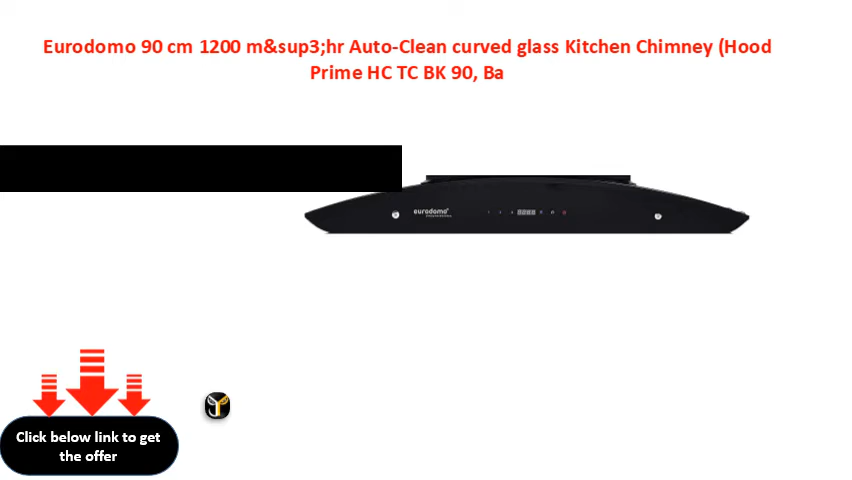 Eurodomo 90 cm 1200 m&sup3;hr Auto-Clean curved glass Kitchen Chimney (Hood
Prime HC TC BK 90, Ba
eurodomo
Click below link to get
the offer